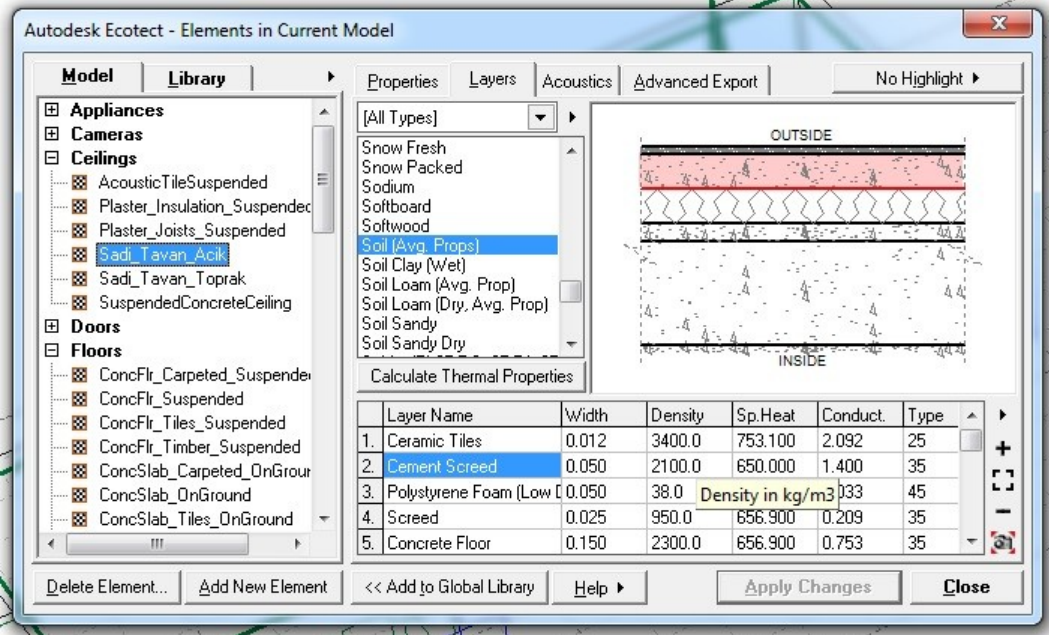 Autodesk Ecotect - Elements in Current Model
Model Library
Appliances
Cameras
Ceilings
AcousticTileSuspended
Plaster_Insulation_Suspended
Plaster_Joists_Suspended
Sadi_Tavan_Acik
Sadi_Tavan_Toprak
SuspendedConcreteCeiling
Doors
Floors
ConcFlr_Carpeted_Suspende
ConcFlr_Suspended
ConcFlr_Tiles_Suspended
ConcFlr_Timber_Suspended
ConcSlab_Carpeted_OnGroun
ConcSlab_OnGround
ConcSlab_Tiles_OnGround
Delete Element... Add New Element
Properties Layers Acoustics Advanced Export No Highlight
[All Types]
Snow Fresh
Snow Packed
Sodium
Softboard
Softwood
Soil (Avg. Props)
Soil Clay (Wet)
Soil Loam (Avg. Prop)
Soil Loam (Dry, Avg. Prop)
Soil Sandy
Soil Sandy Dry
Calculate Thermal Properties
OUTSIDE
INSIDE
Layer Name Width Density Sp.Heat Conduct. Type
1. Ceramic Tiles 0.012 3400.0 753.100 2.092 25
2. Cement Screed 0.050 2100.0 650.000 1.400 35
3. Polystyrene Foam (Low D 0.050 38.0 033 45
Density in kg/m3
4. Screed 0.025 950.0 656.900 0.209 35
5. Concrete Floor 0.150 2300.0 656.900 0.753 35
<< Add to Global Library Help Apply Changes Close